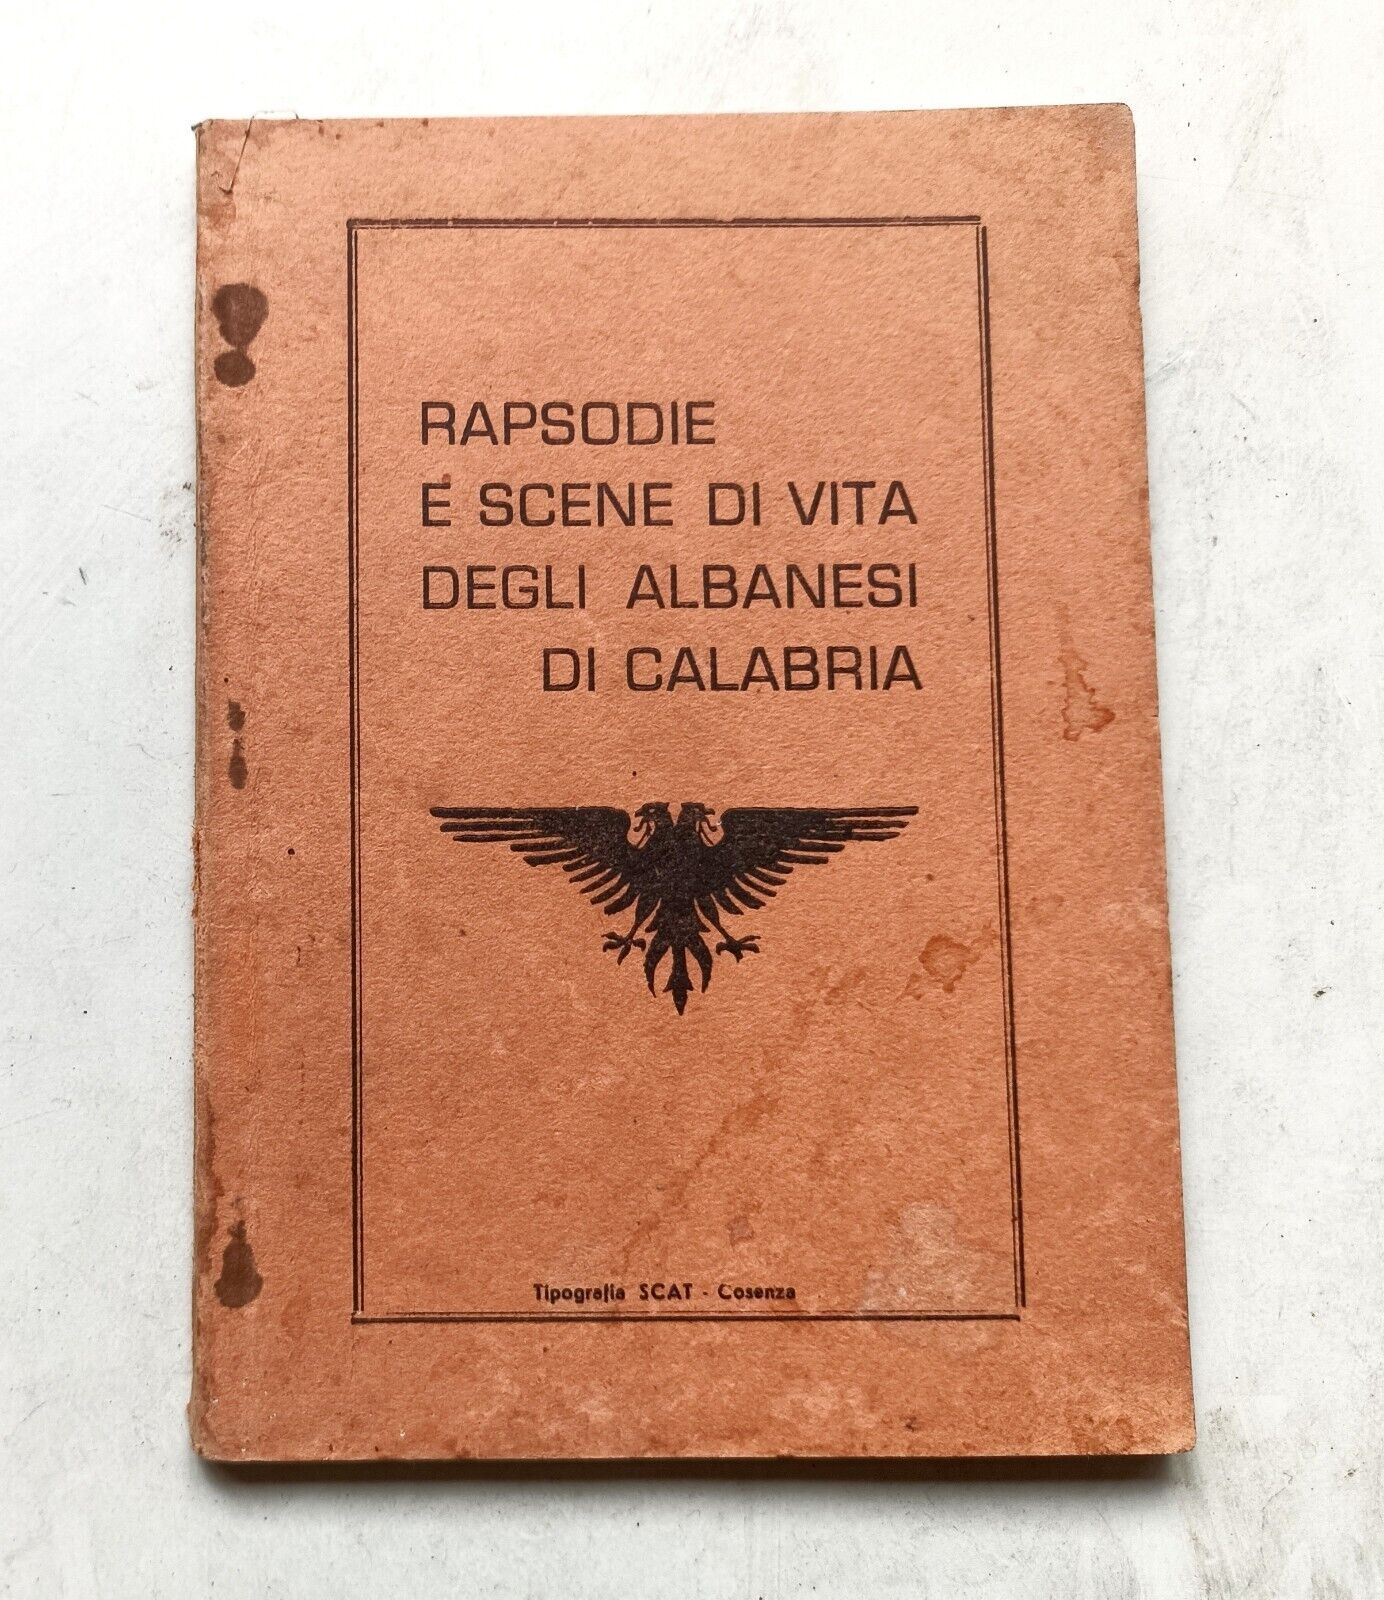 RAPSODIE
E SCENE DI VITA
DEGLI ALBANESI
DI CALABRIA
Tipografia SCAT - Cosenza